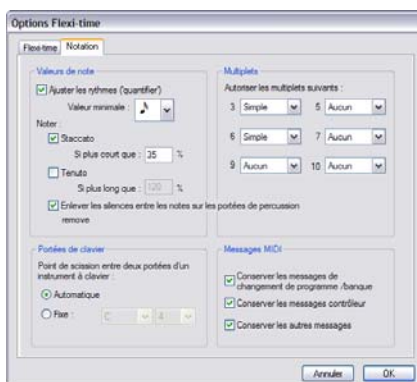 Options Flexi-time
Flexi-time Notation
Valeurs de note
Ajuster les rythmes ('quantifier')
Valeur minimale :
Noter :
Staccato
Si plus court que : 35 %
Tenuto
Si plus long que : 120 %
Enlever les silences entre les notes sur les portées de percussion
remove
Multiplets
Autoriser les multiplets suivants :
3 Simple 5 Aucun
6 Simple 7 Aucun
9 Aucun 10 Aucun
Portées de clavier
Point de scission entre deux portées d'un
instrument à clavier :
Automatique
Fixe : C 4
Messages MIDI
Conserver les messages de
changement de programme /banque
Conserver les messages contrôleur
Conserver les autres messages
Annuler OK